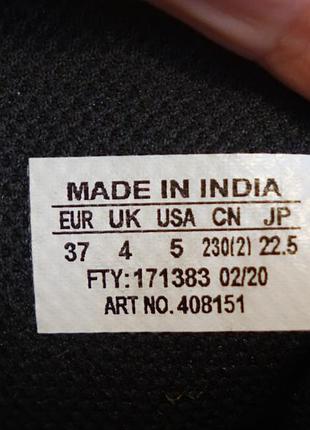 MADE IN INDIA
EUR UK USA CN JP
37 4 5 230(2) 22.5
FTY:171383 02/20
ART NO.408151